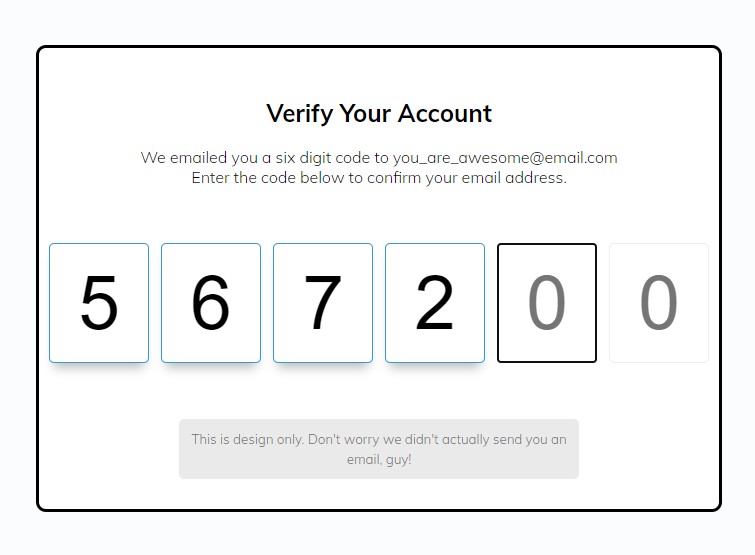 Verify Your Account
We emailed you a six digit code to you_are_awesome@email.com
Enter the code below to confirm your email address.
5 6 7 2 0 0
This is design only. Don't worry we didn't actually send you an
email, guy!